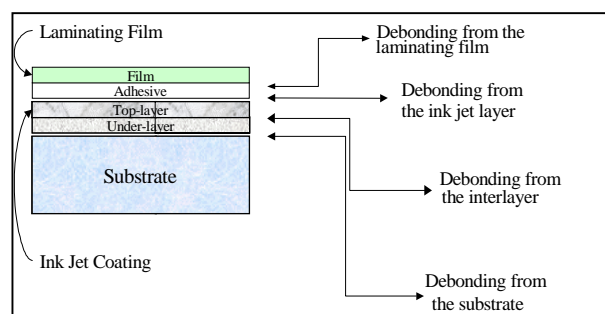 Laminating Film
Film
Adhesive
Top-layer
Under-layer
Substrate
Ink Jet Coating
Debonding from the
laminating film
Debonding from
the ink jet layer
Debonding from
the interlayer
Debonding from
the substrate